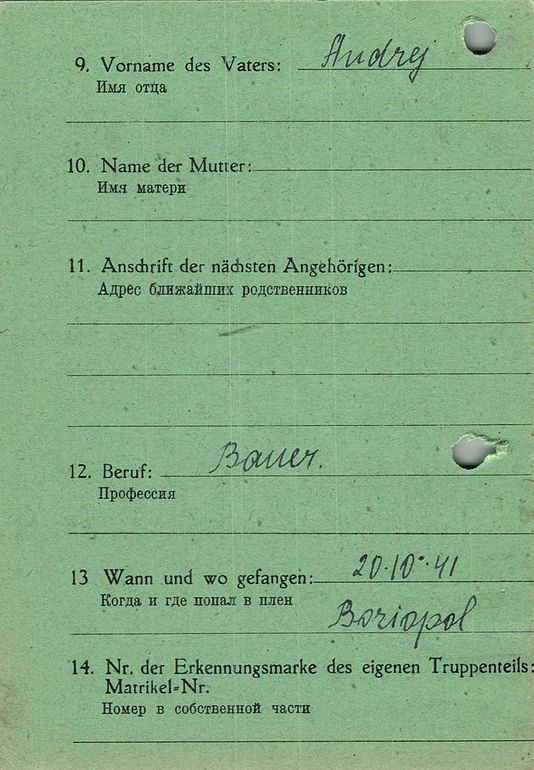 9. Vorname des Vaters: Andrej
Имя отца
10. Name der Mutter:
Имя матери
11. Anschrift der nächsten Angehörigen:
Адрес ближайших родственников
12. Beruf: Bauer.
Профессия
13 Wann und wo gefangen: 20.10.41
Когда и где попал в плен Boriopol
14. Nr. der Erkennungsmarke des eigenen Truppenteils:
Matrikel-Nr.
Номер в собственной части